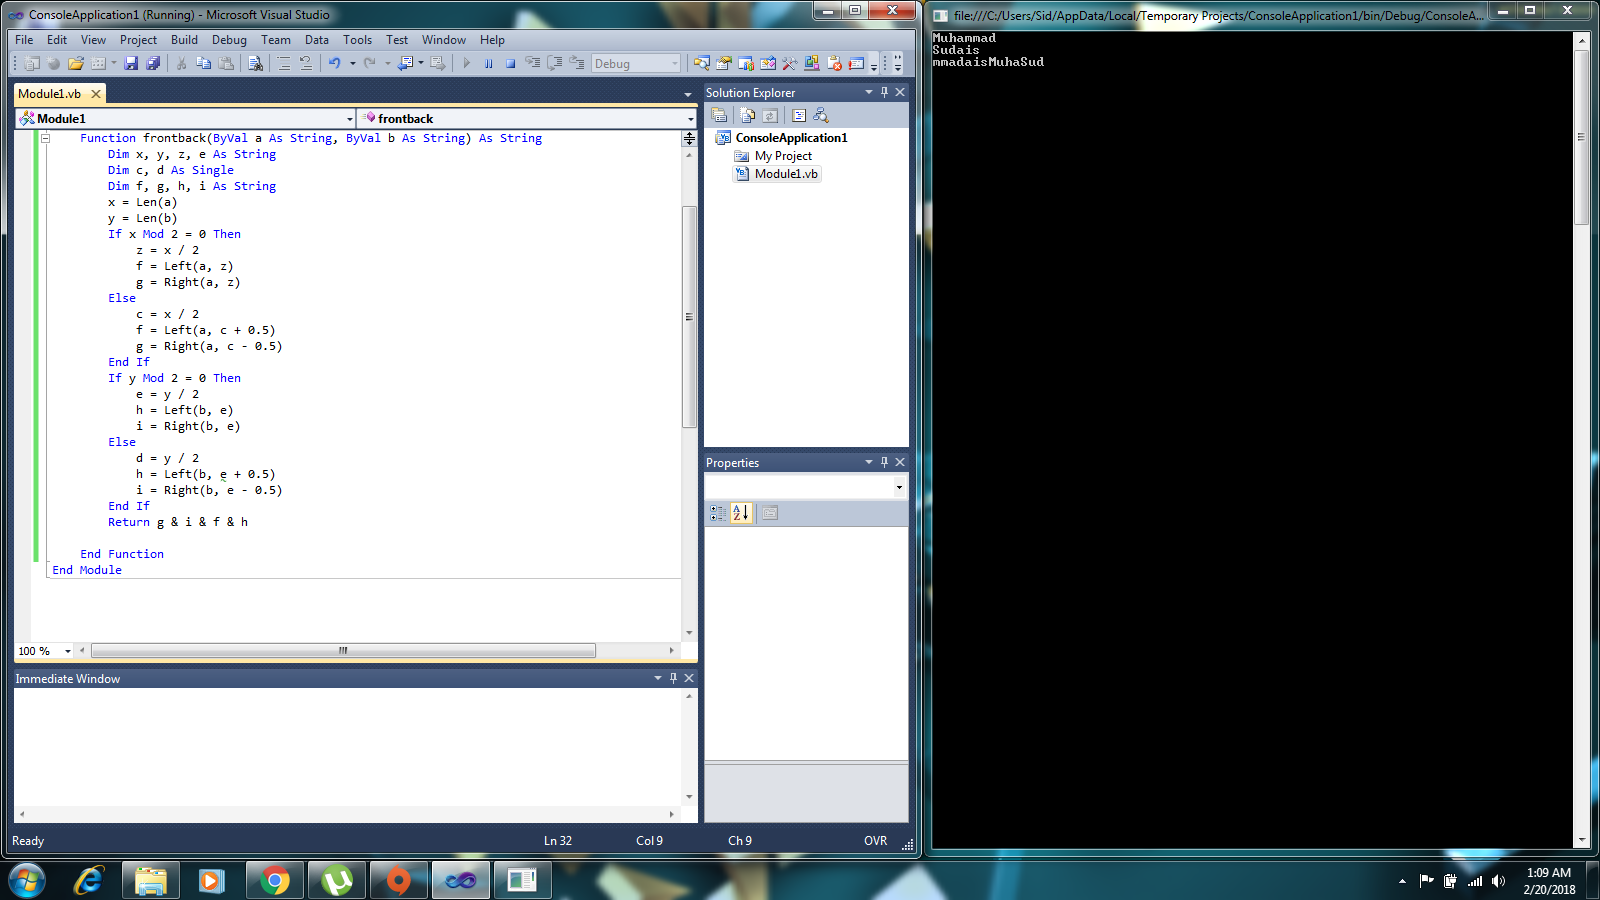 ConsoleApplication1 (Running) - Microsoft Visual Studio
File Edit View Project Build Debug Team Data Tools Test Window Help
Debug
Module1.vb
Module1
frontback
Function frontback(ByVal a As String, ByVal b As String) As String
Dim x, y, z, e As String
Dim c, d As Single
Dim f, g, h, i As String
x = Len(a)
y = Len(b)
If x Mod 2 = 0 Then
z = x / 2
f = Left(a, z)
g = Right(a, z)
Else
c = x / 2
f = Left(a, c + 0.5)
g = Right(a, c - 0.5)
End If
If y Mod 2 = 0 Then
e = y / 2
h = Left(b, e)
i = Right(b, e)
Else
d = y / 2
h = Left(b, e + 0.5)
i = Right(b, e - 0.5)
End If
Return g & i & f & h
End Function
End Module
100 %
Immediate Window
Ready
Ln 32
Col 9
Ch 9
OVR
Solution Explorer
ConsoleApplication1
My Project
Module1.vb
Properties
file:///C:/Users/Sid/AppData/Local/Temporary Projects/ConsoleApplication1/bin/Debug/ConsoleA...
Muhammad
Sudais
mmadaisMuhaSud
1:09 AM
2/20/2018